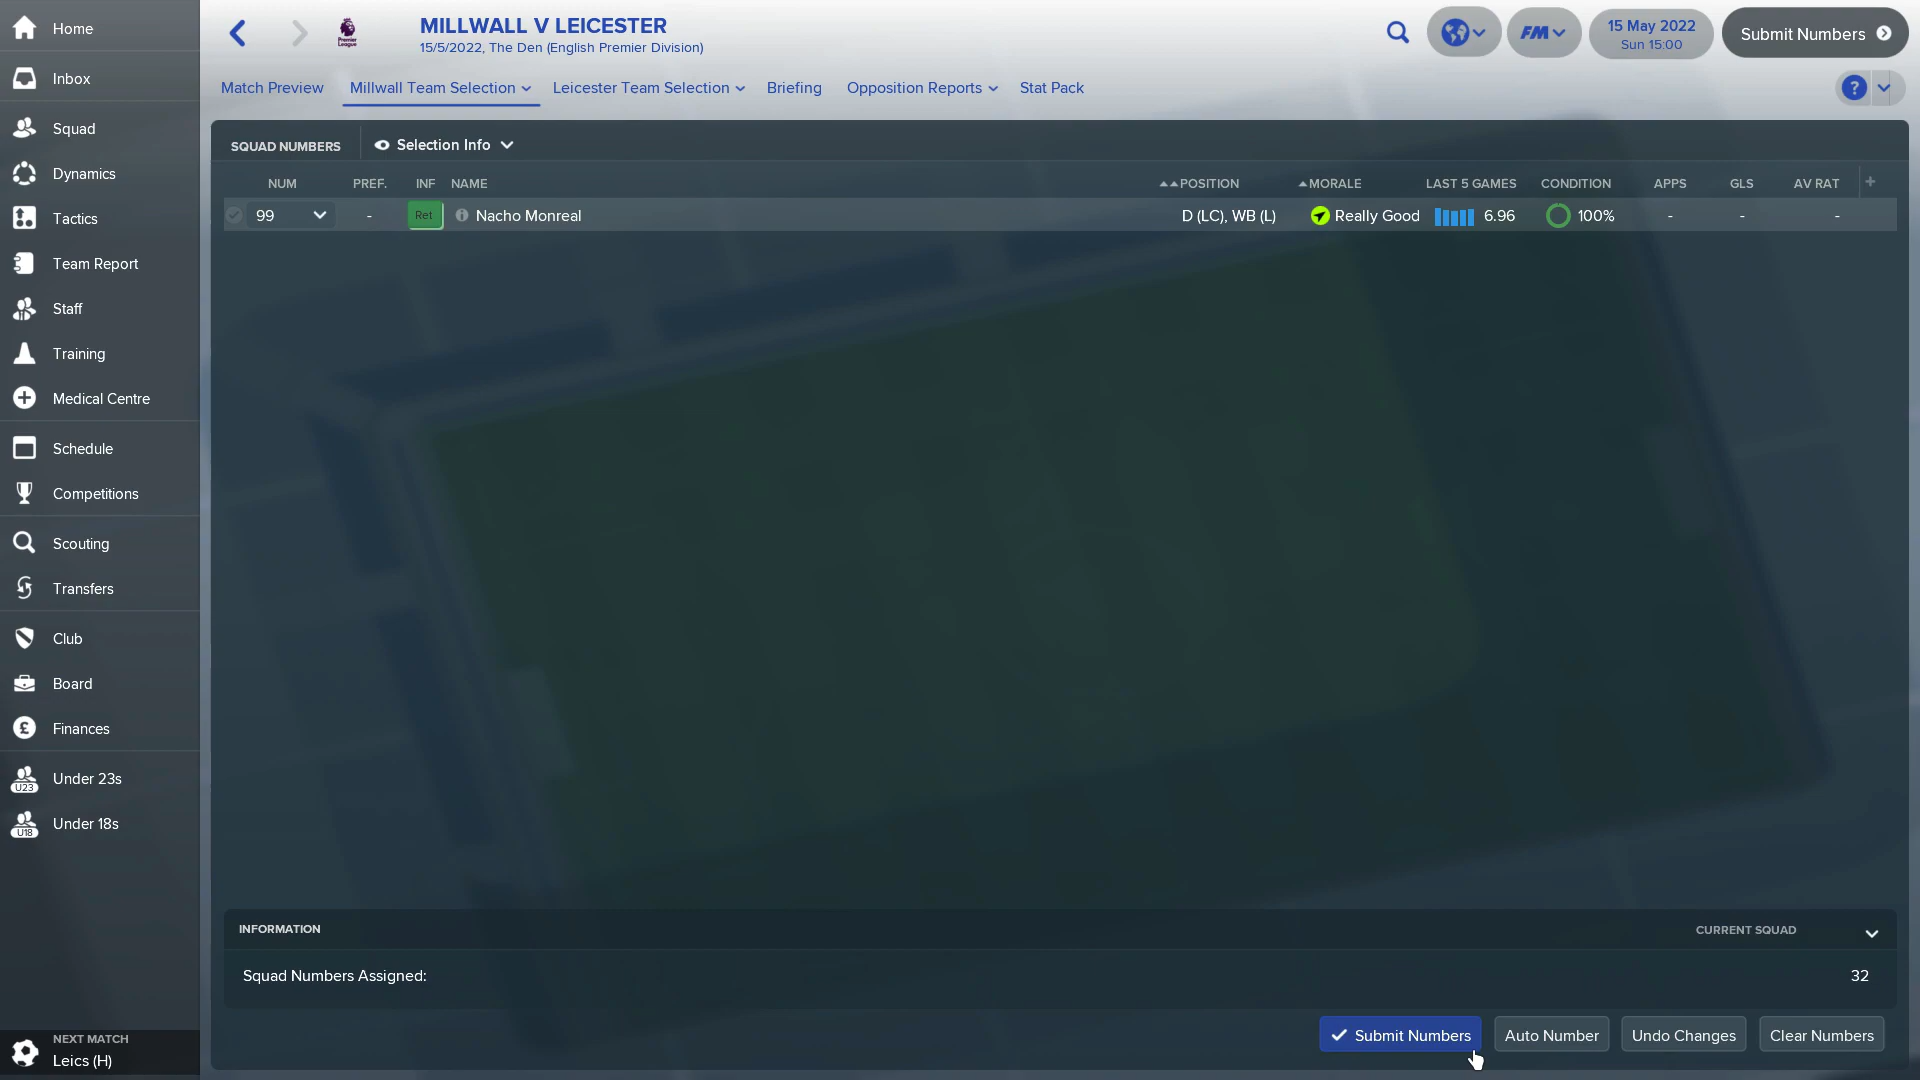 Home
Inbox
Squad
Dynamics
Tactics
Team Report
Staff
Training
Medical Centre
Schedule
Competitions
Scouting
Transfers
Club
Board
Finances
U23
Under 23s
U18
Under 18s
NEXT MATCH
Leics (H)
Premier League
MILLWALL V LEICESTER
15/5/2022, The Den (English Premier Division)
FM
15 May 2022
Sun 15:00
Submit Numbers
Match Preview Millwall Team Selection Leicester Team Selection Briefing Opposition Reports Stat Pack
?
SQUAD NUMBERS Selection Info
NUM PREF. INF NAME POSITION MORALE LAST 5 GAMES CONDITION APPS GLS AV RAT +
99 - Ret Nacho Monreal D (LC), WB (L) Really Good 6.96 100% - - -
INFORMATION CURRENT SQUAD
Squad Numbers Assigned: 32
Submit Numbers Auto Number Undo Changes Clear Numbers